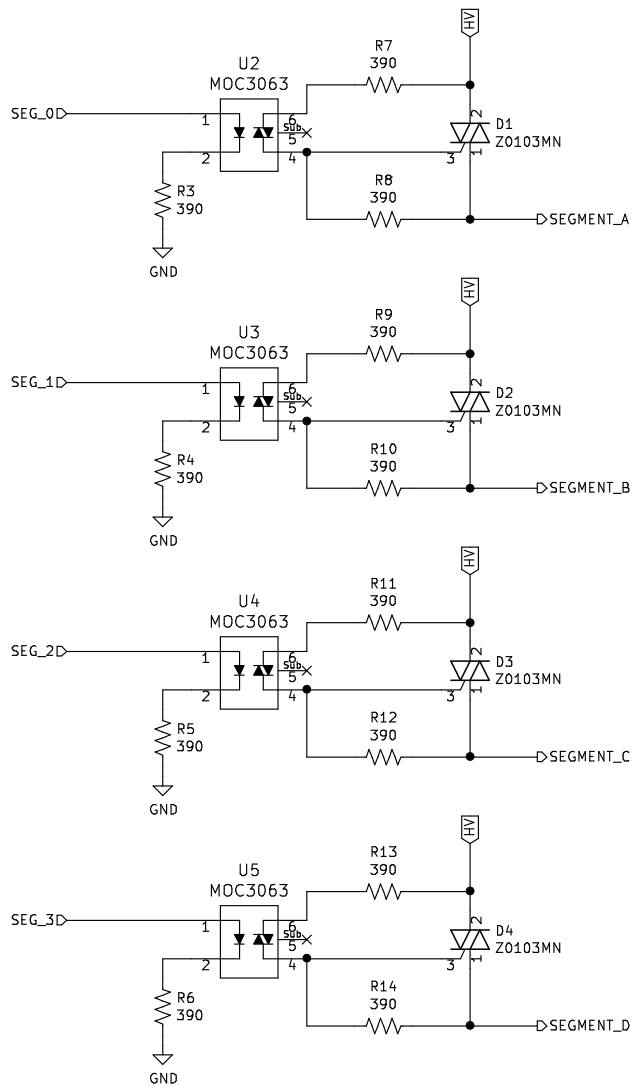 HV
R7
390
U2
MOC3063
SEG_0
1
6
Sub
5
2
4
2
D1
Z0103MN
3
1
R3
390
GND
R8
390
SEGMENT_A
HV
R9
390
U3
MOC3063
SEG_1
1
6
Sub
5
2
4
2
D2
Z0103MN
3
1
R4
390
GND
R10
390
SEGMENT_B
HV
R11
390
U4
MOC3063
SEG_2
1
6
Sub
5
2
4
2
D3
Z0103MN
3
1
R5
390
GND
R12
390
SEGMENT_C
HV
R13
390
U5
MOC3063
SEG_3
1
6
Sub
5
2
4
2
D4
Z0103MN
3
1
R6
390
GND
R14
390
SEGMENT_D